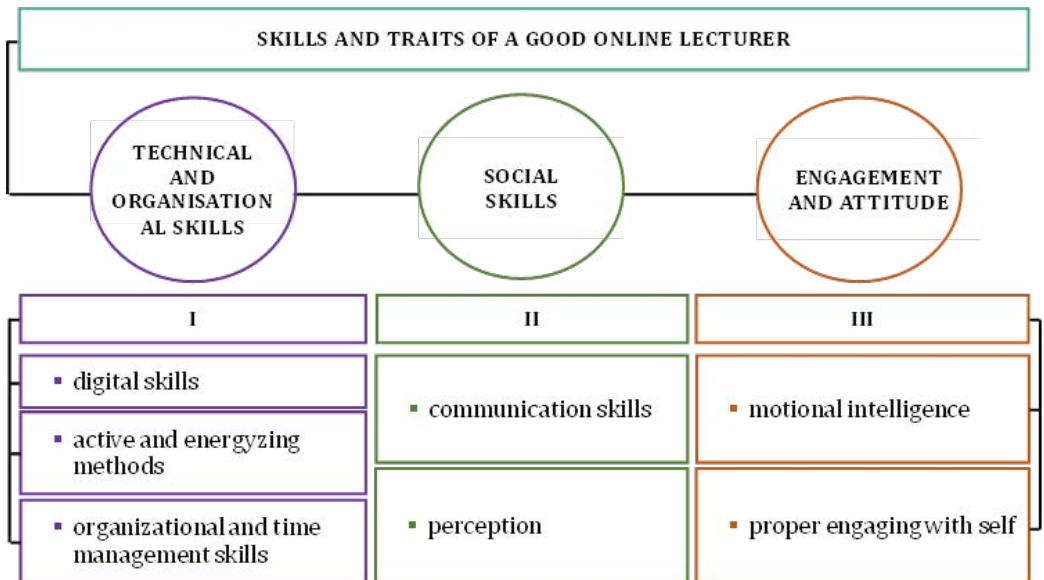 SKILLS AND TRAITS OF A GOOD ONLINE LECTURER
TECHNICAL
AND
ORGANISATION
AL SKILLS
SOCIAL
SKILLS
ENGAGEMENT
AND ATTITUDE
I
▪ digital skills
▪ active and energyzing
methods
▪ organizational and time
management skills
II
▪ communication skills
▪ perception
III
▪ motional intelligence
▪ proper engaging with self